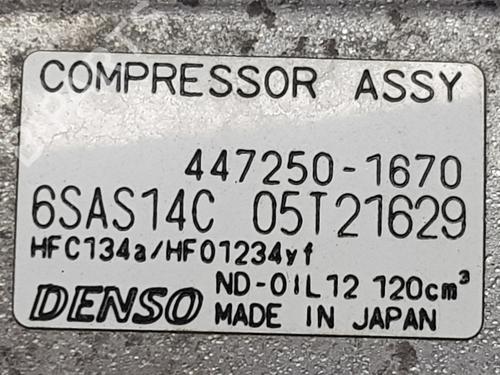 COMPRESSOR ASSY
447250-1670
6SAS14C 05T21629
HFC134a/HFO1234yf
ND-OIL12 120cm³
DENSO MADE IN JAPAN